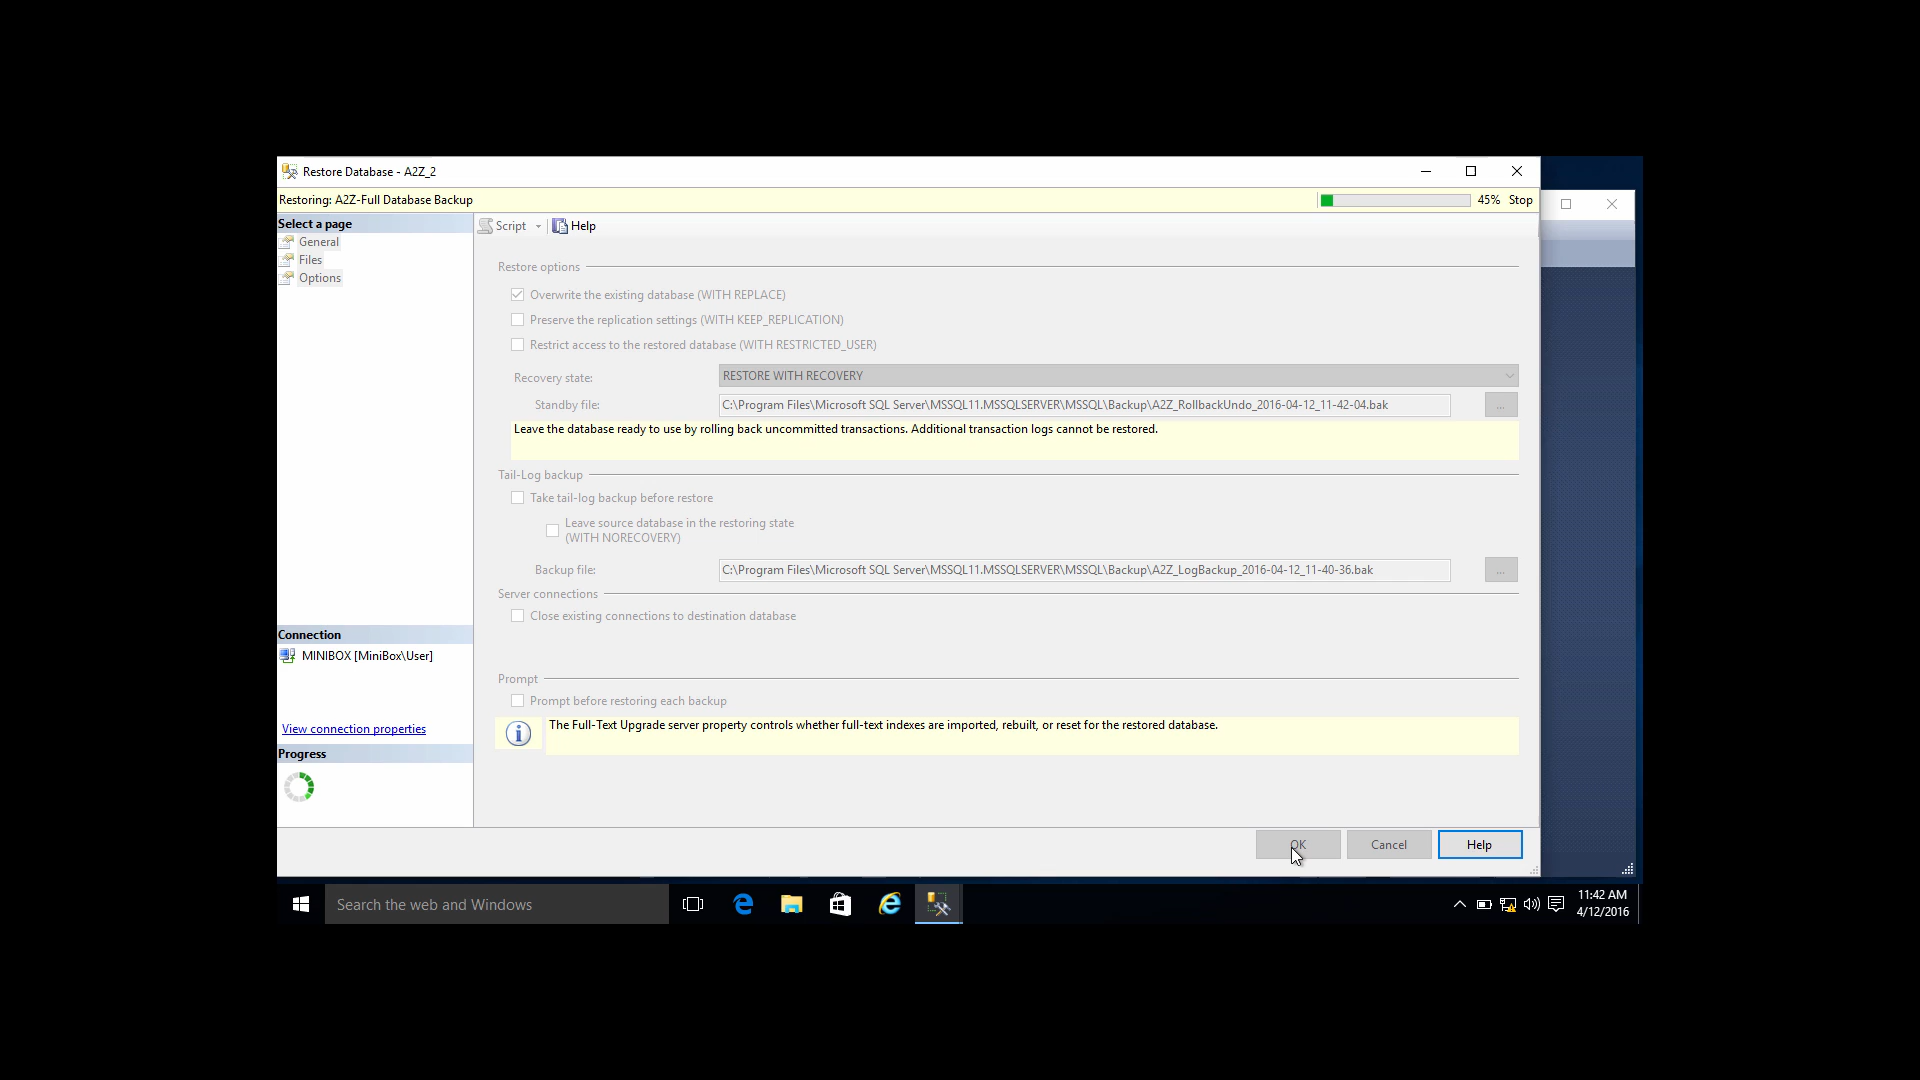 Restore Database - A2Z_2
Restoring: A2Z-Full Database Backup
45%
Stop
Select a page
General
Files
Options
Script
Help
Restore options
Overwrite the existing database (WITH REPLACE)
Preserve the replication settings (WITH KEEP_REPLICATION)
Restrict access to the restored database (WITH RESTRICTED_USER)
Recovery state:
RESTORE WITH RECOVERY
Standby file:
C:\Program Files\Microsoft SQL Server\MSSQL11.MSSQLSERVER\MSSQL\Backup\A2Z_RollbackUndo_2016-04-12_11-42-04.bak
...
Leave the database ready to use by rolling back uncommitted transactions. Additional transaction logs cannot be restored.
Tail-Log backup
Take tail-log backup before restore
Leave source database in the restoring state
(WITH NORECOVERY)
Backup file:
C:\Program Files\Microsoft SQL Server\MSSQL11.MSSQLSERVER\MSSQL\Backup\A2Z_LogBackup_2016-04-12_11-40-36.bak
...
Server connections
Close existing connections to destination database
Connection
MINIBOX [MiniBox\User]
View connection properties
Progress
Prompt
Prompt before restoring each backup
The Full-Text Upgrade server property controls whether full-text indexes are imported, rebuilt, or reset for the restored database.
OK
Cancel
Help
Search the web and Windows
11:42 AM
4/12/2016